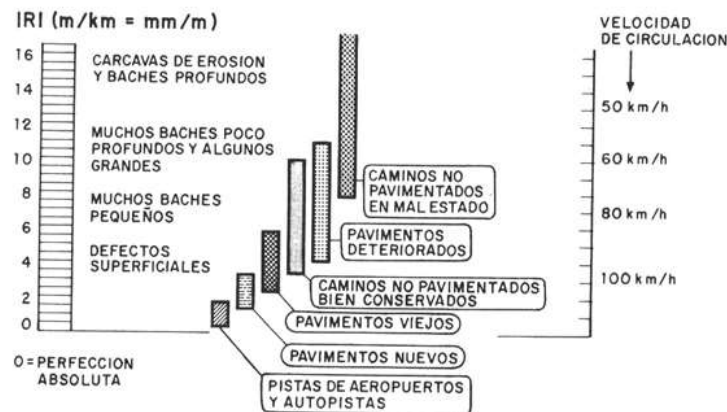 IRI (m/km = mm/m)
16
14
12
10
8
6
4
2
0
CARCAVAS DE EROSION
Y BACHES PROFUNDOS
MUCHOS BACHES POCO
PROFUNDOS Y ALGUNOS
GRANDES
MUCHOS BACHES
PEQUEÑOS
DEFECTOS
SUPERFICIALES
0 = PERFECCION
ABSOLUTA
CAMINOS NO
PAVIMENTADOS
EN MAL ESTADO
PAVIMENTOS
DETERIORADOS
CAMINOS NO PAVIMENTADOS
BIEN CONSERVADOS
PAVIMENTOS VIEJOS
PAVIMENTOS NUEVOS
PISTAS DE AEROPUERTOS
Y AUTOPISTAS
VELOCIDAD
DE CIRCULACION
50 km/h
60 km/h
80 km/h
100 km/h